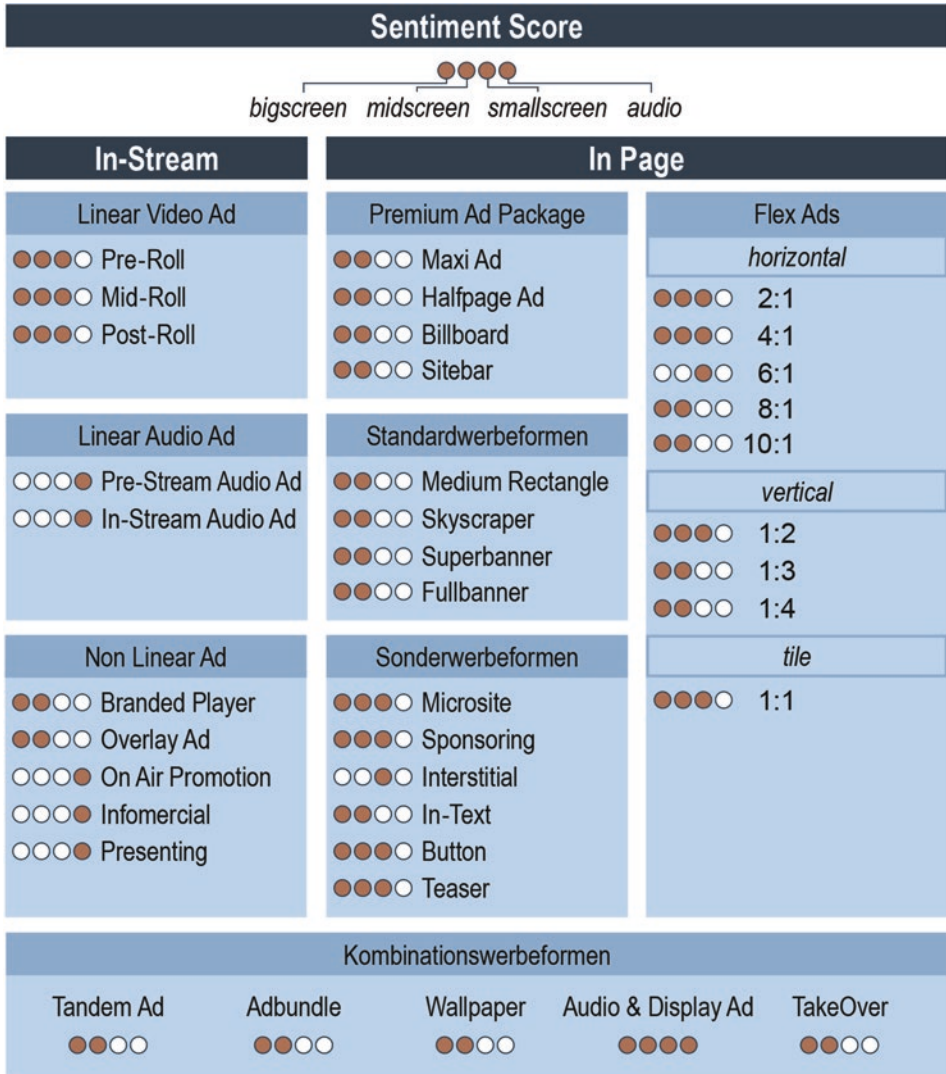 Sentiment Score
bigscreen midscreen smallscreen audio
In-Stream
Linear Video Ad
Pre-Roll
Mid-Roll
Post-Roll
Linear Audio Ad
Pre-Stream Audio Ad
In-Stream Audio Ad
Non Linear Ad
Branded Player
Overlay Ad
On Air Promotion
Infomercial
Presenting
In Page
Premium Ad Package
Maxi Ad
Halfpage Ad
Billboard
Sitebar
Standardwerbeformen
Medium Rectangle
Skyscraper
Superbanner
Fullbanner
Sonderwerbeformen
Microsite
Sponsoring
Interstitial
In-Text
Button
Teaser
Flex Ads
horizontal
2:1
4:1
6:1
8:1
10:1
vertical
1:2
1:3
1:4
tile
1:1
Kombinationswerbeformen
Tandem Ad Adbundle Wallpaper Audio & Display Ad TakeOver